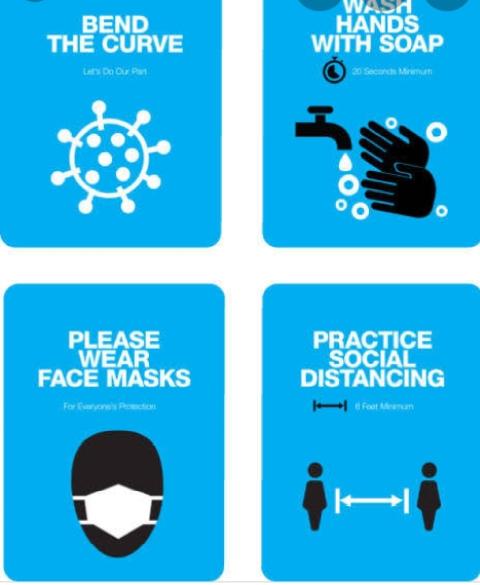 BEND
THE CURVE
Let's Do Our Part
WASH
HANDS
WITH SOAP
20 Seconds Minimum
PLEASE
WEAR
FACE MASKS
For Everyone's Protection
PRACTICE
SOCIAL
DISTANCING
6 Feet Minimum